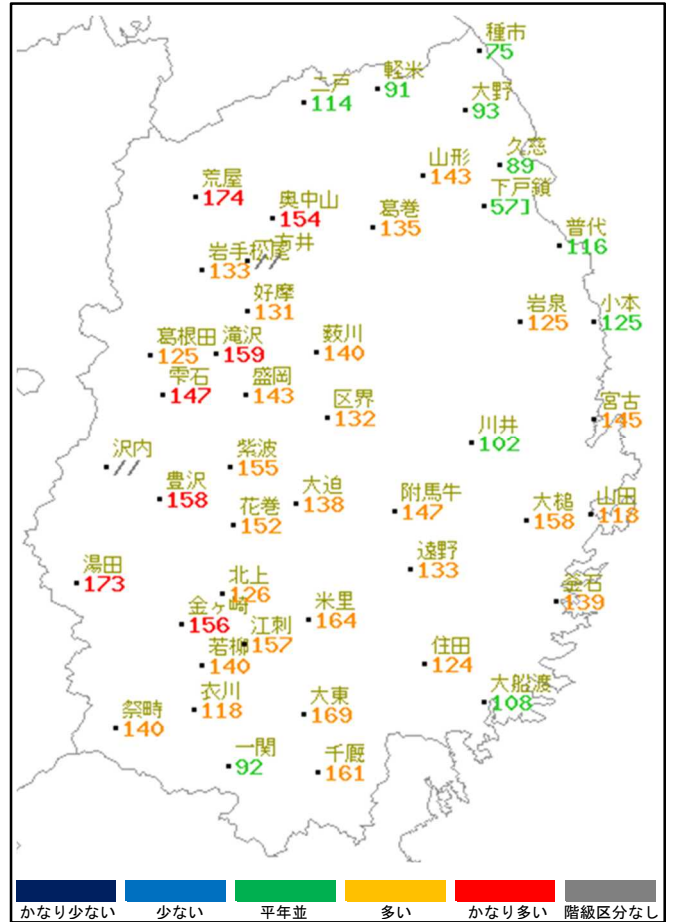 種市
75
軽米
91
二戸
114
大野
93
久慈
89
山形
143
下戸鎖
57]
荒屋
174
奥中山
154
葛巻
135
普代
116
一方井
//
岩手松尾
133
好摩
131
岩泉
125
小本
125
葛根田
125
滝沢
159
薮川
140
雫石
147
盛岡
143
区界
132
宮古
145
川井
102
沢内
//
紫波
155
豊沢
158
大迫
138
附馬牛
147
大槌
158
山田
118
花巻
152
遠野
133
湯田
173
北上
126
釜石
139
金ヶ崎
156
江刺
157
米里
164
若柳
140
住田
124
衣川
118
大東
169
大船渡
108
祭畤
140
一関
92
千厩
161
かなり少ない 少ない 平年並 多い かなり多い 階級区分なし